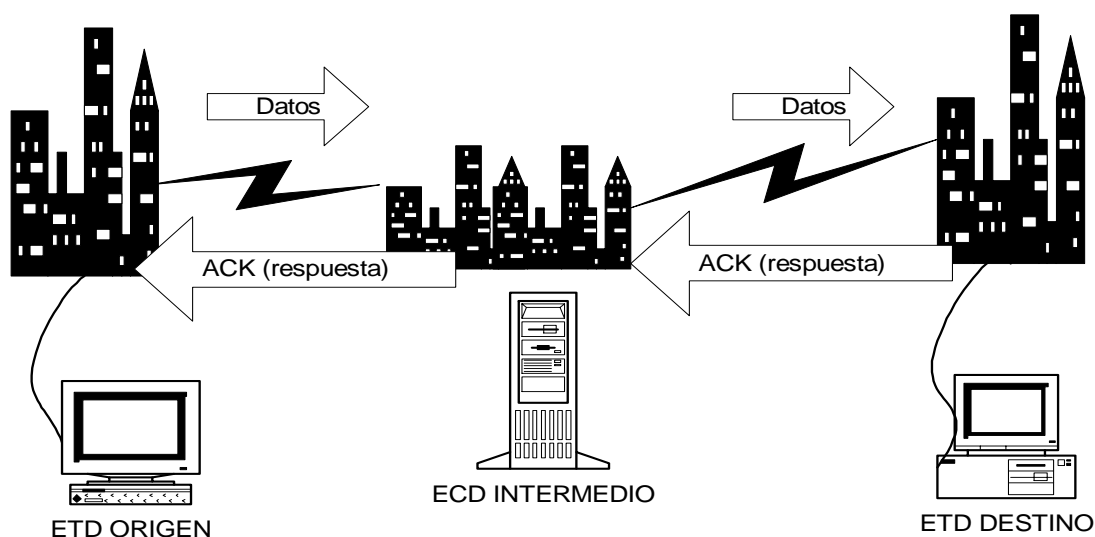 Datos
Datos
ACK (respuesta)
ACK (respuesta)
ECD INTERMEDIO
ETD ORIGEN
ETD DESTINO